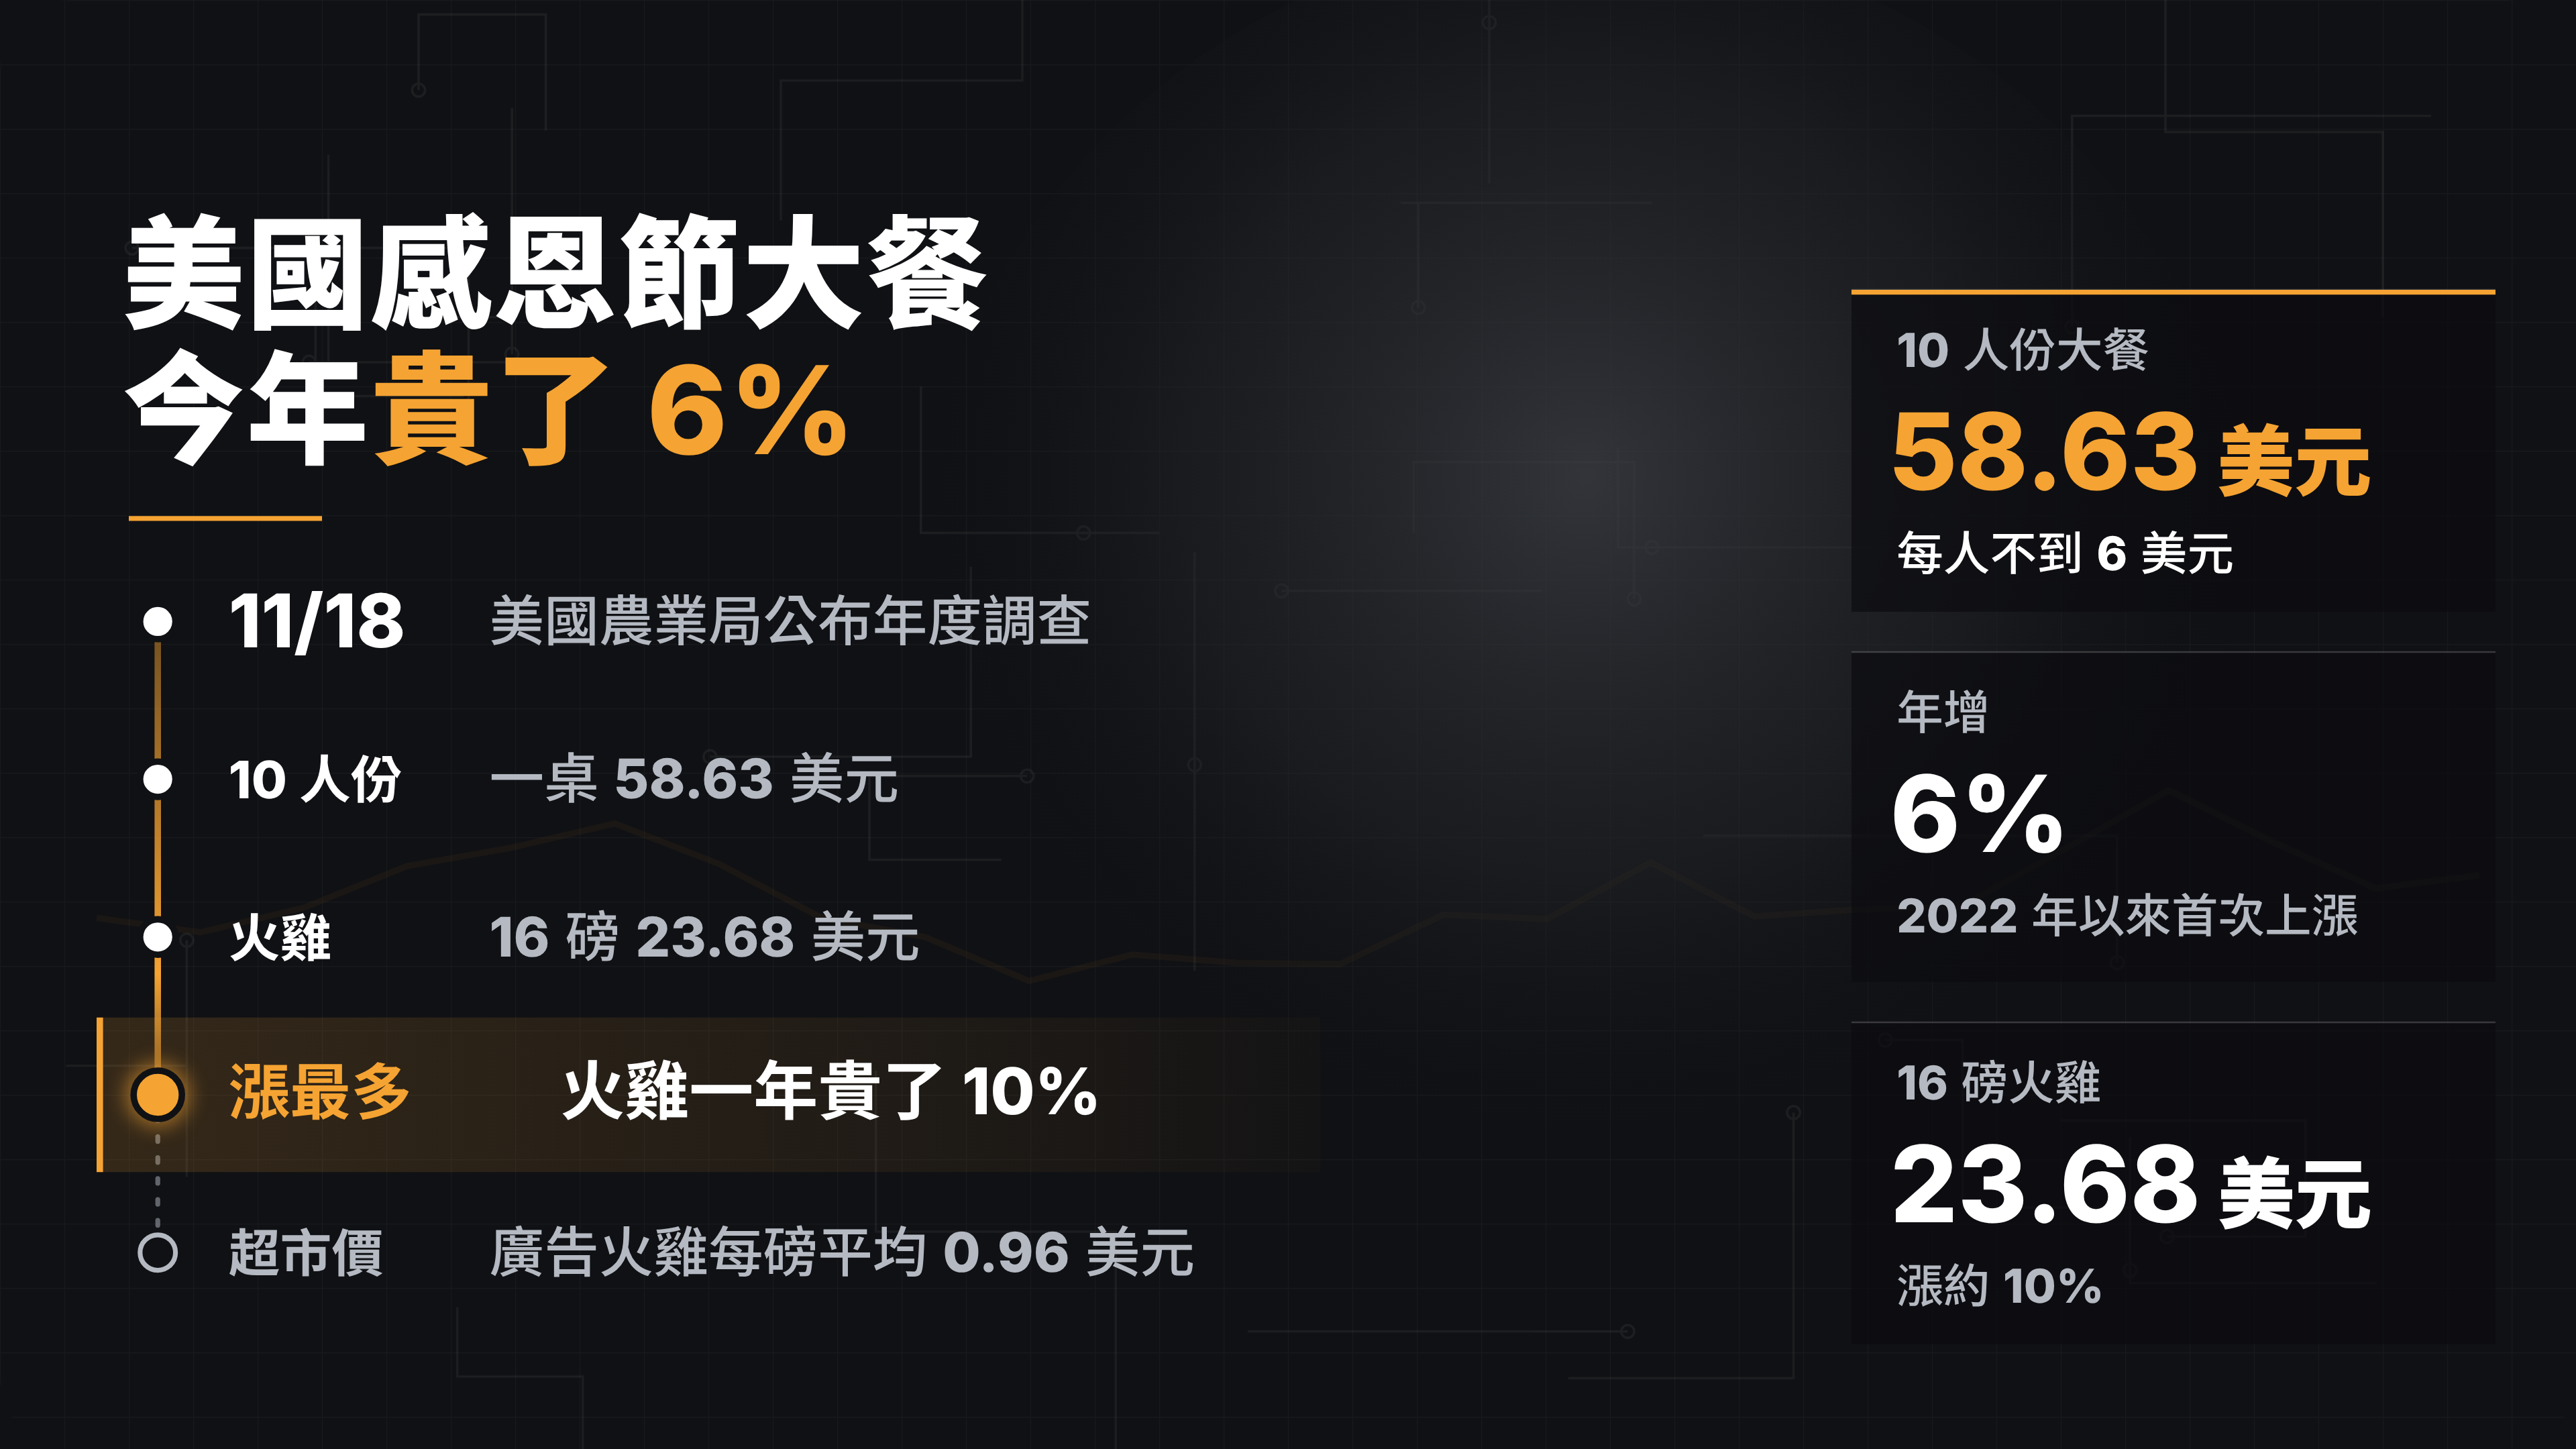 美國感恩節大餐
今年貴了 6%
11/18 美國農業局公布年度調查
10 人份 一桌 58.63 美元
火雞 16 磅 23.68 美元
漲最多 火雞一年貴了 10%
超市價 廣告火雞每磅平均 0.96 美元
10 人份大餐
58.63 美元
每人不到 6 美元
年增
6%
2022 年以來首次上漲
16 磅火雞
23.68 美元
漲約 10%